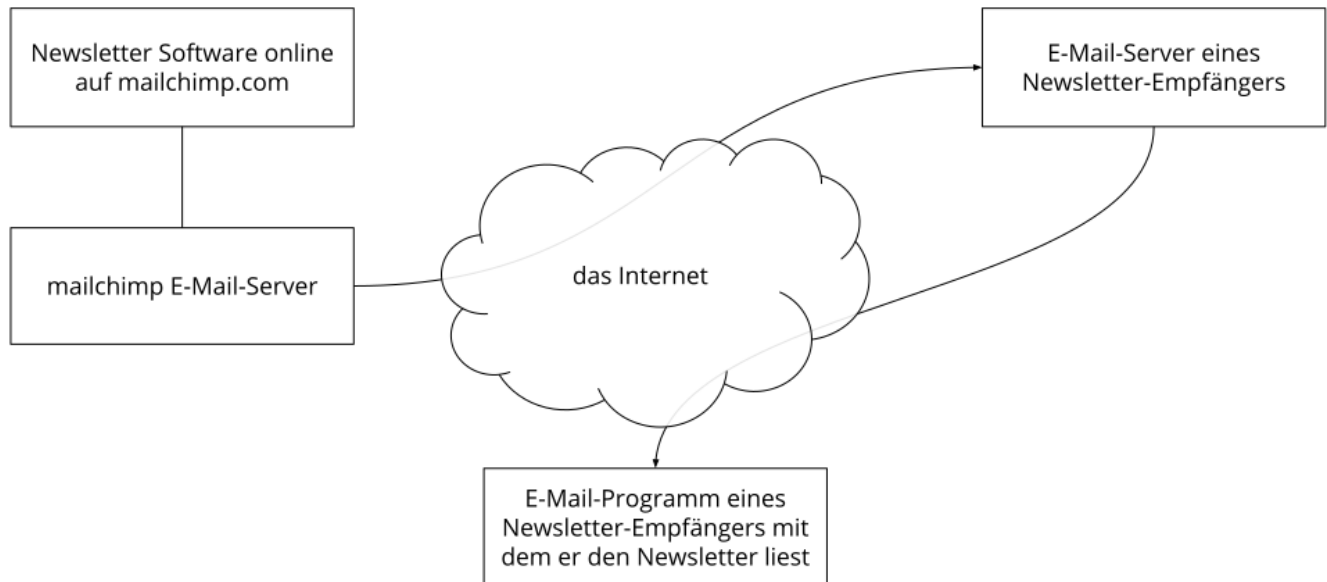 Newsletter Software online
auf mailchimp.com
E-Mail-Server eines
Newsletter-Empfängers
mailchimp E-Mail-Server
das Internet
E-Mail-Programm eines
Newsletter-Empfängers mit
dem er den Newsletter liest